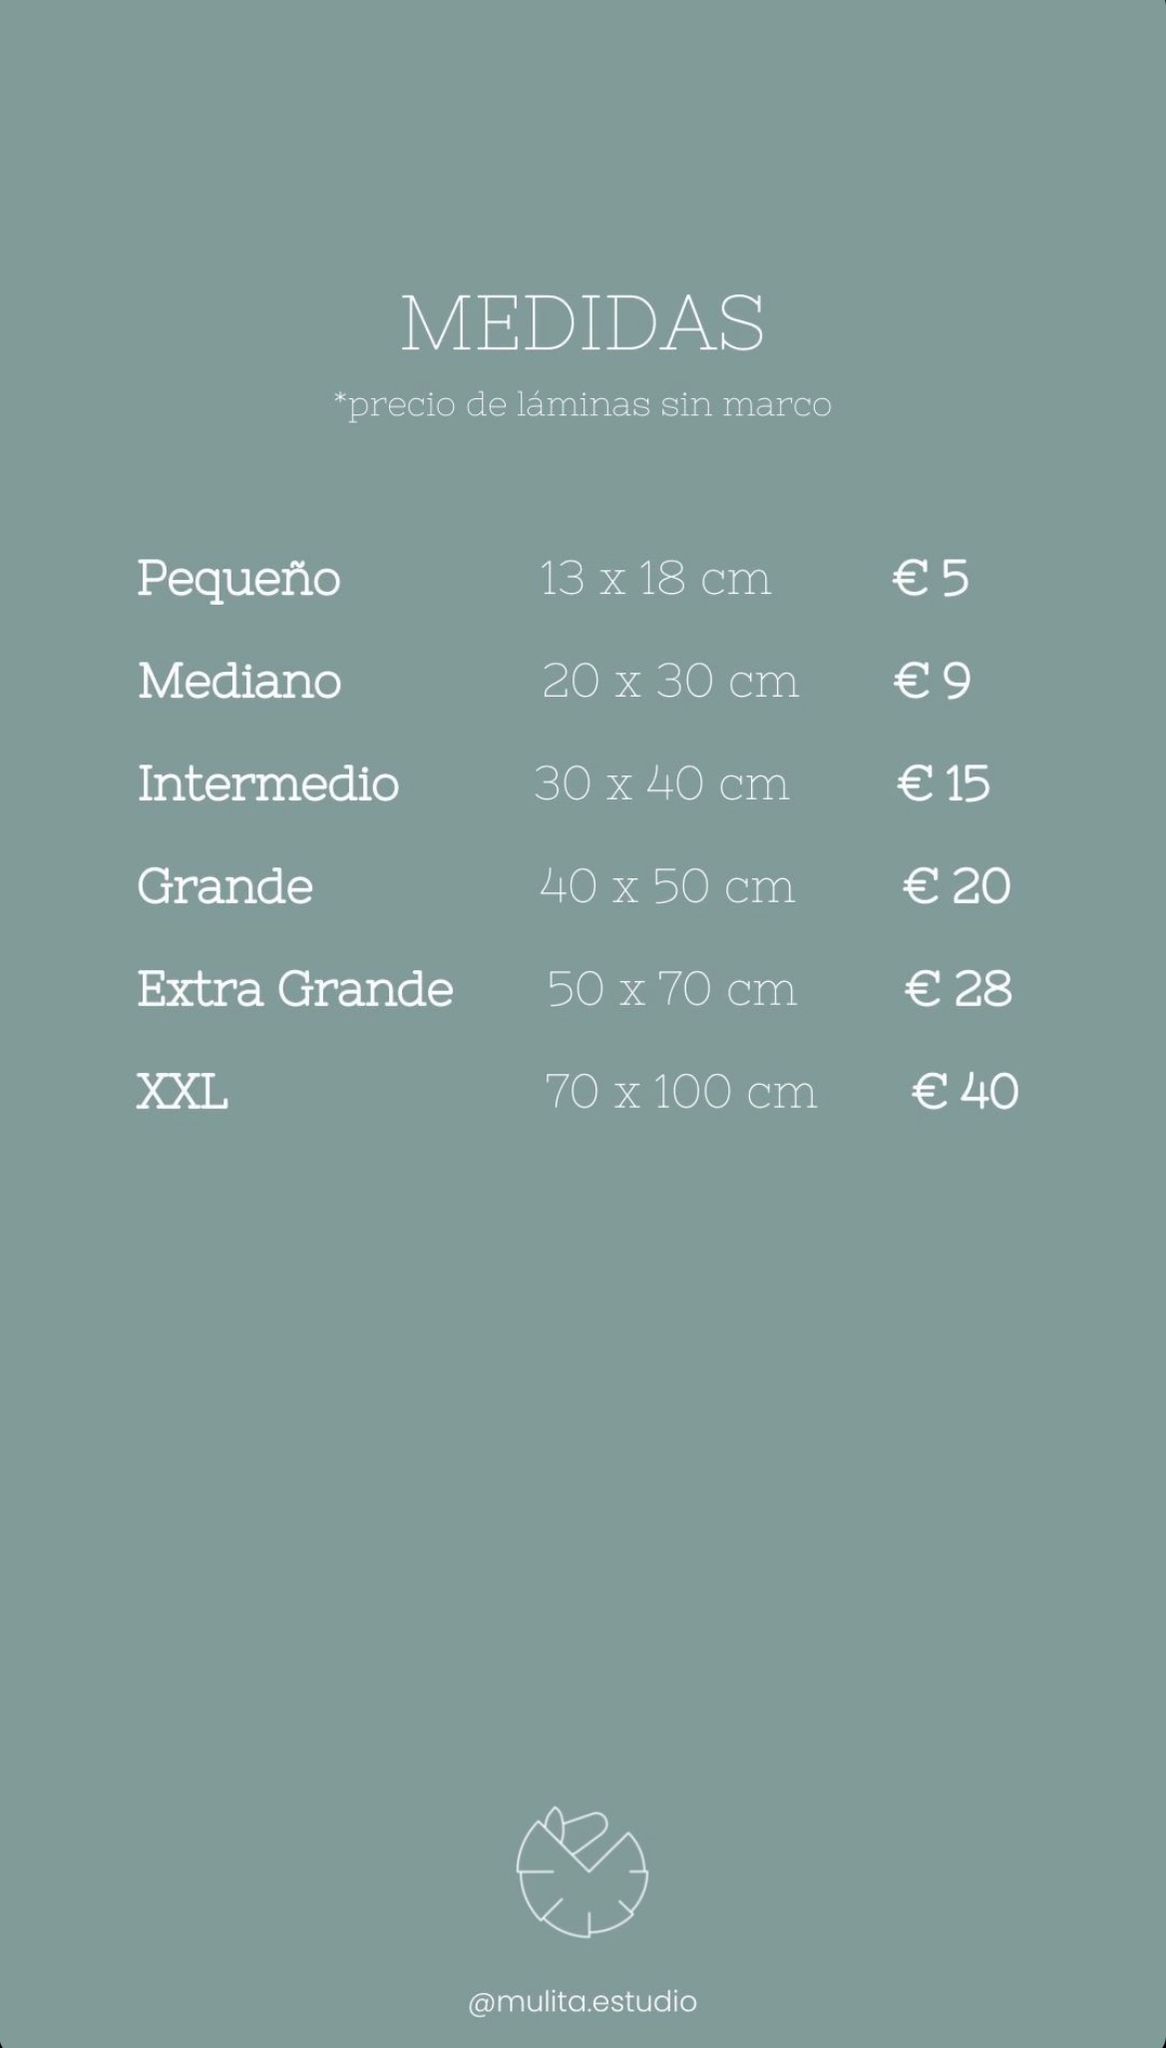 MEDIDAS
*precio de láminas sin marco
Pequeño 13 x 18 cm € 5
Mediano 20 x 30 cm € 9
Intermedio 30 x 40 cm € 15
Grande 40 x 50 cm € 20
Extra Grande 50 x 70 cm € 28
XXL 70 x 100 cm € 40
@mulita.estudio